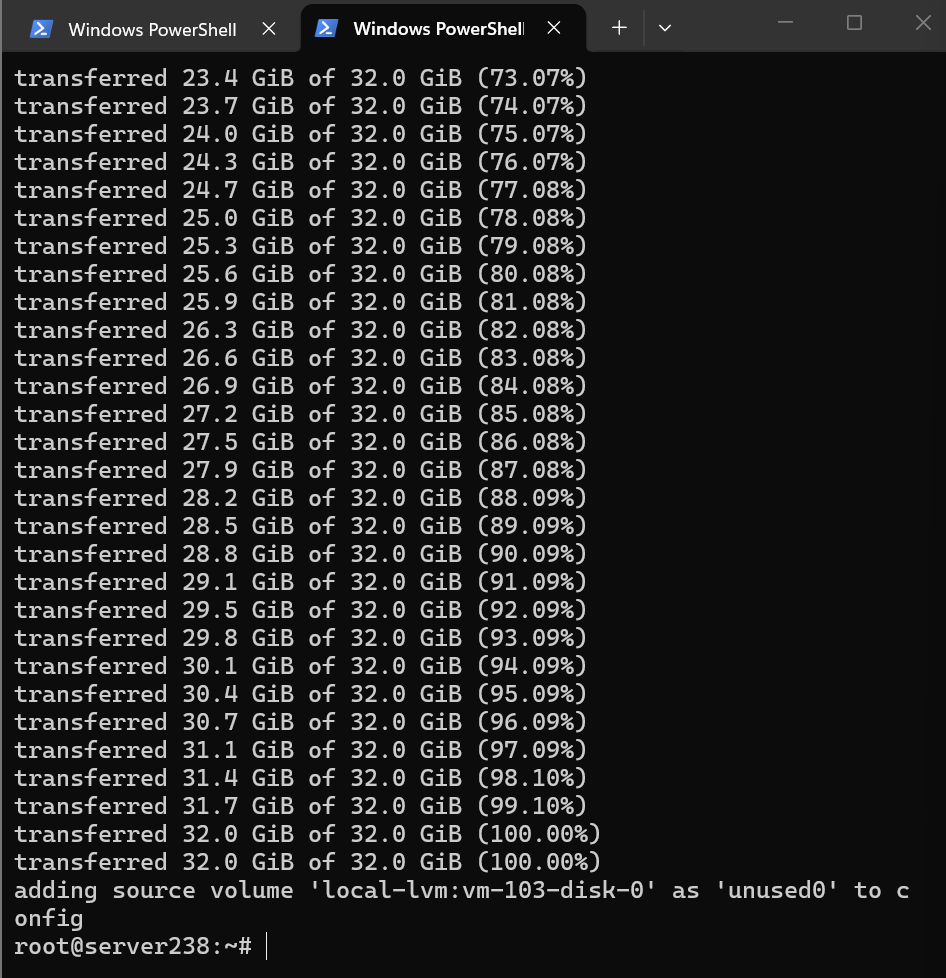 Windows PowerShell
Windows PowerShell
transferred 23.4 GiB of 32.0 GiB (73.07%)
transferred 23.7 GiB of 32.0 GiB (74.07%)
transferred 24.0 GiB of 32.0 GiB (75.07%)
transferred 24.3 GiB of 32.0 GiB (76.07%)
transferred 24.7 GiB of 32.0 GiB (77.08%)
transferred 25.0 GiB of 32.0 GiB (78.08%)
transferred 25.3 GiB of 32.0 GiB (79.08%)
transferred 25.6 GiB of 32.0 GiB (80.08%)
transferred 25.9 GiB of 32.0 GiB (81.08%)
transferred 26.3 GiB of 32.0 GiB (82.08%)
transferred 26.6 GiB of 32.0 GiB (83.08%)
transferred 26.9 GiB of 32.0 GiB (84.08%)
transferred 27.2 GiB of 32.0 GiB (85.08%)
transferred 27.5 GiB of 32.0 GiB (86.08%)
transferred 27.9 GiB of 32.0 GiB (87.08%)
transferred 28.2 GiB of 32.0 GiB (88.09%)
transferred 28.5 GiB of 32.0 GiB (89.09%)
transferred 28.8 GiB of 32.0 GiB (90.09%)
transferred 29.1 GiB of 32.0 GiB (91.09%)
transferred 29.5 GiB of 32.0 GiB (92.09%)
transferred 29.8 GiB of 32.0 GiB (93.09%)
transferred 30.1 GiB of 32.0 GiB (94.09%)
transferred 30.4 GiB of 32.0 GiB (95.09%)
transferred 30.7 GiB of 32.0 GiB (96.09%)
transferred 31.1 GiB of 32.0 GiB (97.09%)
transferred 31.4 GiB of 32.0 GiB (98.10%)
transferred 31.7 GiB of 32.0 GiB (99.10%)
transferred 32.0 GiB of 32.0 GiB (100.00%)
transferred 32.0 GiB of 32.0 GiB (100.00%)
adding source volume 'local-lvm:vm-103-disk-0' as 'unused0' to c
onfig
root@server238:~#